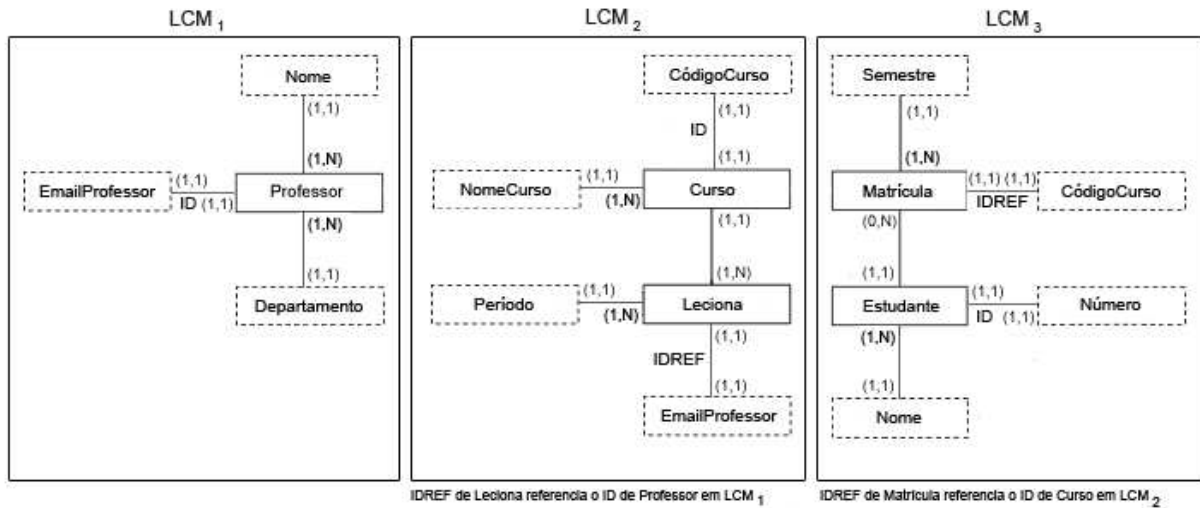 LCM 1
Nome
(1,1)
(1,N)
EmailProfessor
(1,1)
ID (1,1)
Professor
(1,N)
(1,1)
Departamento
LCM 2
CódigoCurso
(1,1)
ID
(1,1)
NomeCurso
(1,1)
(1,N)
Curso
(1,1)
(1,N)
Período
(1,1)
(1,N)
Leciona
(1,1)
IDREF
(1,1)
EmailProfessor
IDREF de Leciona referencia o ID de Professor em LCM 1
LCM 3
Semestre
(1,1)
(1,N)
Matrícula
(1,1) (1,1)
IDREF
CódigoCurso
(0,N)
(1,1)
Estudante
(1,1)
ID (1,1)
Número
(1,N)
(1,1)
Nome
IDREF de Matrícula referencia o ID de Curso em LCM 2